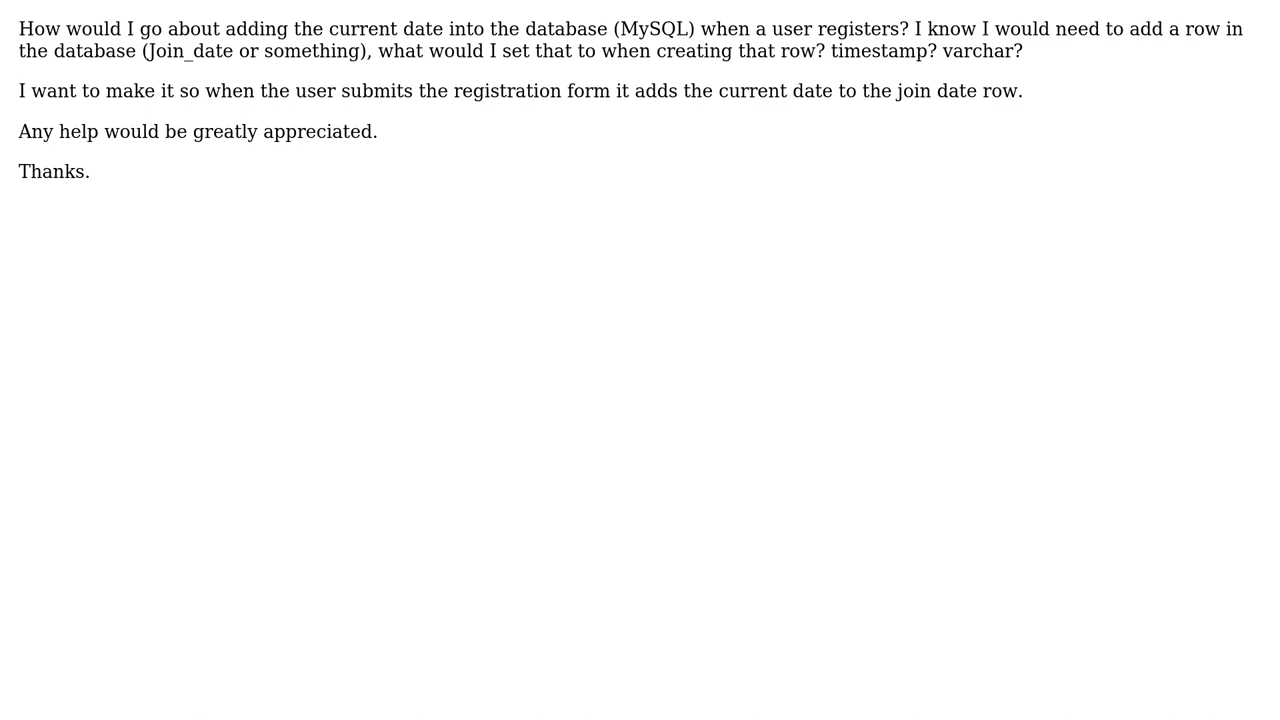 How would I go about adding the current date into the database (MySQL) when a user registers? I know I would need to add a row in
the database (Join_date or something), what would I set that to when creating that row? timestamp? varchar?
I want to make it so when the user submits the registration form it adds the current date to the join date row.
Any help would be greatly appreciated.
Thanks.